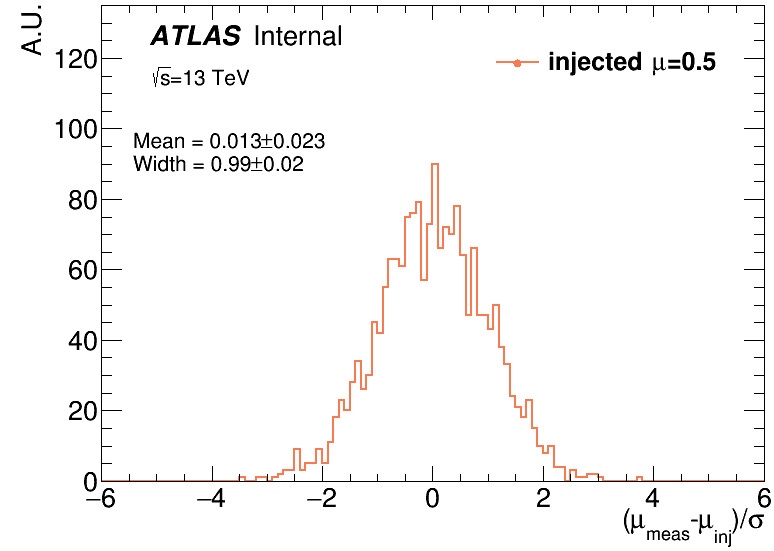 A.U.
ATLAS Internal
√s=13 TeV
injected μ=0.5
Mean = 0.013±0.023
Width = 0.99±0.02
120
100
80
60
40
20
0
−6 −4 −2 0 2 4 6
(μmeas-μinj)/σ